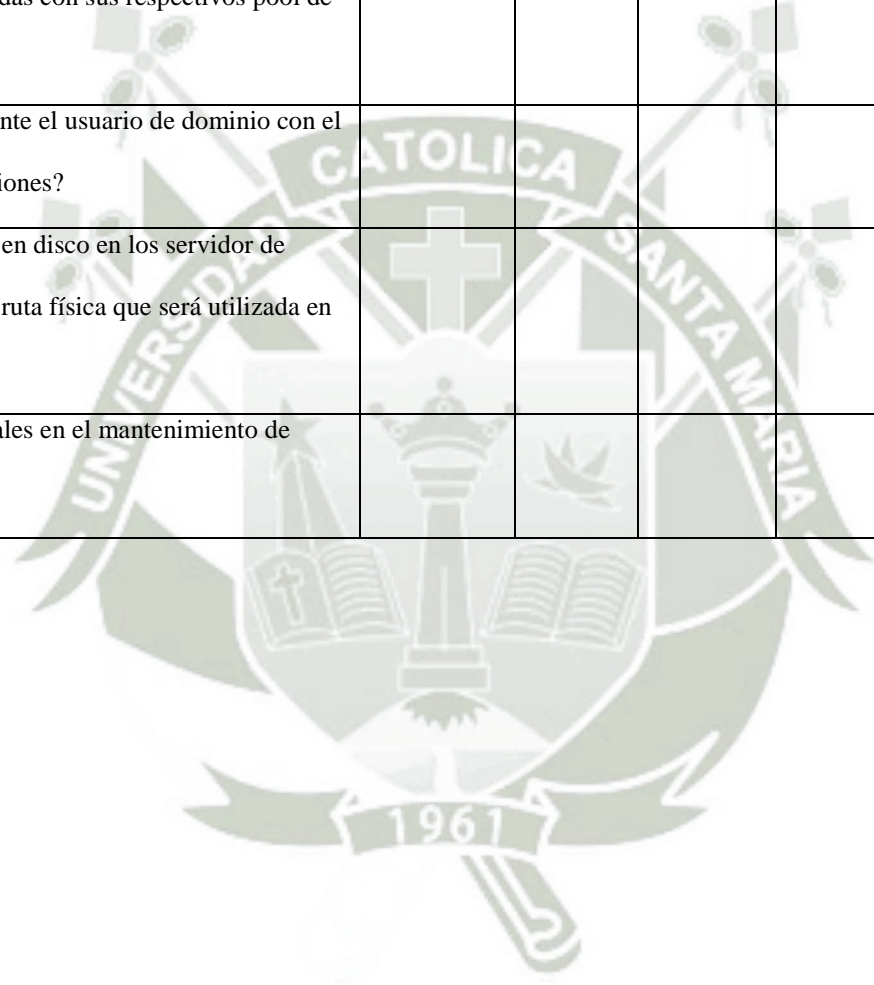 das con sus respectivos pool de
nte el usuario de dominio con el
iones?
en disco en los servidor de
ruta física que será utilizada en
ales en el mantenimiento de
UNIVERSIDAD CATOLICA SANTA MARIA
1961